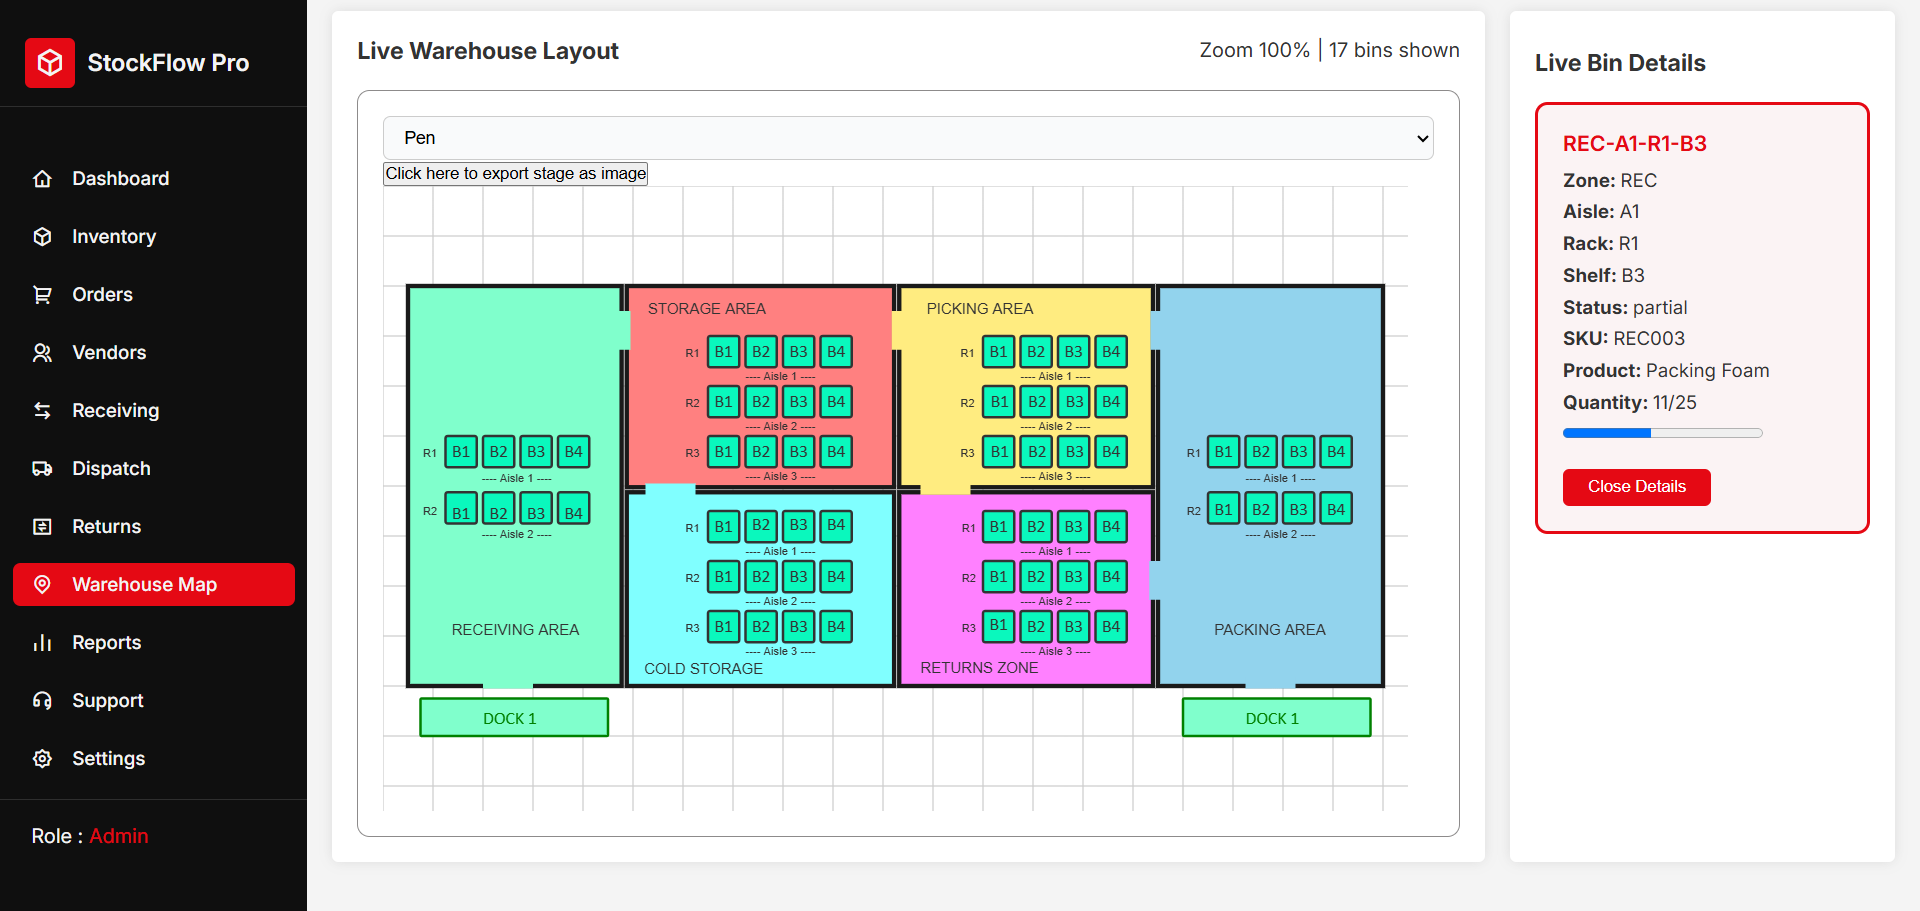 StockFlow Pro
Dashboard
Inventory
Orders
Vendors
Receiving
Dispatch
Returns
Warehouse Map
Reports
Support
Settings
Role : Admin
Live Warehouse Layout
Zoom 100% | 17 bins shown
Pen
Click here to export stage as image
STORAGE AREA
R1 B1 B2 B3 B4
---- Aisle 1 ----
R2 B1 B2 B3 B4
---- Aisle 2 ----
R3 B1 B2 B3 B4
---- Aisle 3 ----
PICKING AREA
R1 B1 B2 B3 B4
---- Aisle 1 ----
R2 B1 B2 B3 B4
---- Aisle 2 ----
R3 B1 B2 B3 B4
---- Aisle 3 ----
R1 B1 B2 B3 B4
---- Aisle 1 ----
R2 B1 B2 B3 B4
---- Aisle 2 ----
RECEIVING AREA
R1 B1 B2 B3 B4
---- Aisle 1 ----
R2 B1 B2 B3 B4
---- Aisle 2 ----
R3 B1 B2 B3 B4
---- Aisle 3 ----
COLD STORAGE
R1 B1 B2 B3 B4
---- Aisle 1 ----
R2 B1 B2 B3 B4
---- Aisle 2 ----
R3 B1 B2 B3 B4
---- Aisle 3 ----
RETURNS ZONE
R1 B1 B2 B3 B4
---- Aisle 1 ----
R2 B1 B2 B3 B4
---- Aisle 2 ----
PACKING AREA
DOCK 1
DOCK 1
Live Bin Details
REC-A1-R1-B3
Zone: REC
Aisle: A1
Rack: R1
Shelf: B3
Status: partial
SKU: REC003
Product: Packing Foam
Quantity: 11/25
Close Details